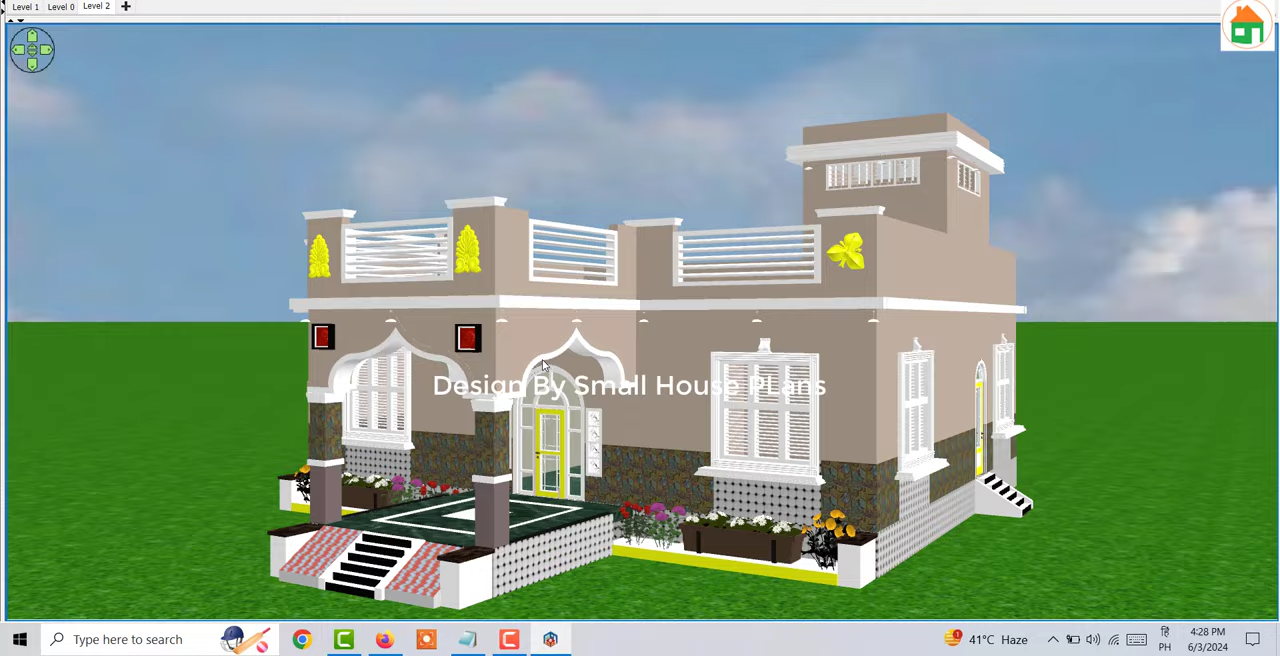 Level 1 Level 0 Level 2
Design By Small House PLans
Type here to search
1
41°C Haze
हि
PH
4:28 PM
6/3/2024